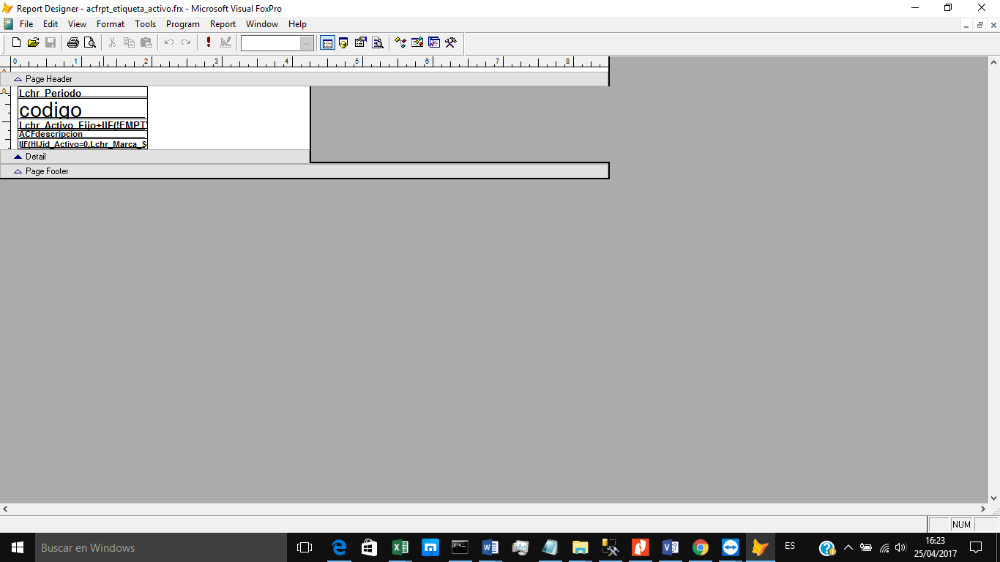 Report Designer - acfrpt_etiqueta_activo.frx - Microsoft Visual FoxPro
File Edit View Format Tools Program Report Window Help
0 1 2 3 4 5 6 7 8
Page Header
Lchr_Periodo
codigo
Lchr_Activo_Fijo+IIF(!EMPTY
ACFdescripcion
IIF(HIJid_Activo=0,Lchr_Marca_S
Detail
Page Footer
NUM
Buscar en Windows
ES
16:23
25/04/2017